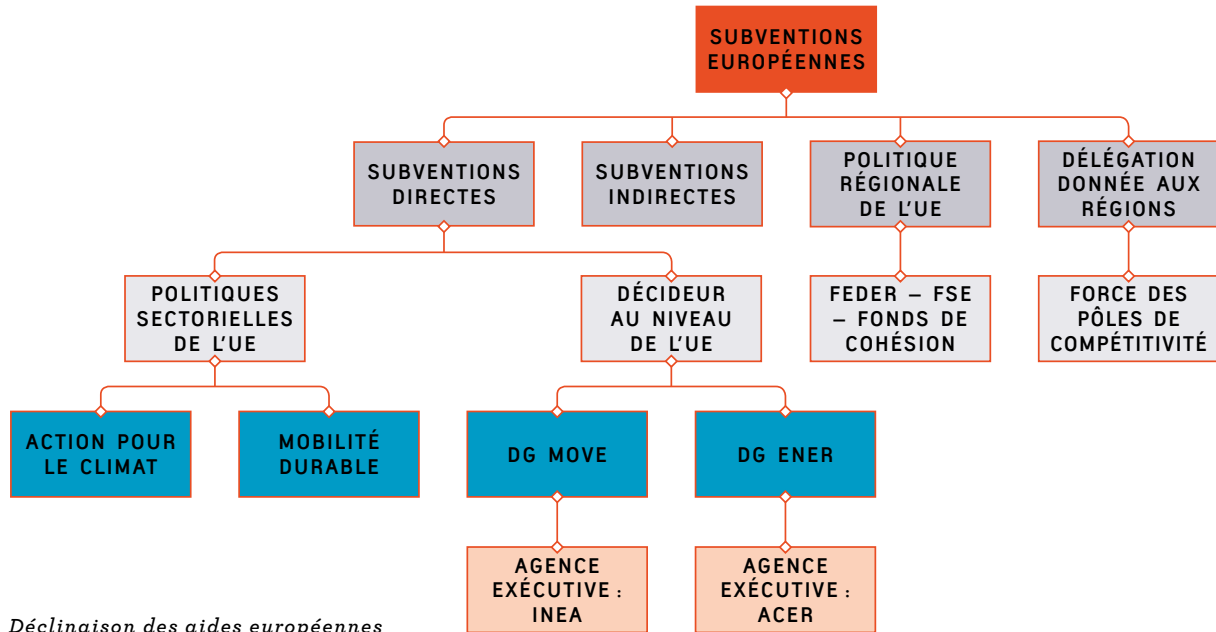 SUBVENTIONS
EUROPÉENNES
SUBVENTIONS
DIRECTES
SUBVENTIONS
INDIRECTES
POLITIQUE
RÉGIONALE
DE L'UE
DÉLÉGATION
DONNÉE AUX
RÉGIONS
POLITIQUES
SECTORIELLES
DE L'UE
DÉCIDEUR
AU NIVEAU
DE L'UE
FEDER – FSE
– FONDS DE
COHÉSION
FORCE DES
PÔLES DE
COMPÉTITIVITÉ
ACTION POUR
LE CLIMAT
MOBILITÉ
DURABLE
DG MOVE
DG ENER
AGENCE
EXÉCUTIVE :
INEA
AGENCE
EXÉCUTIVE :
ACER
Déclinaison des aides européennes